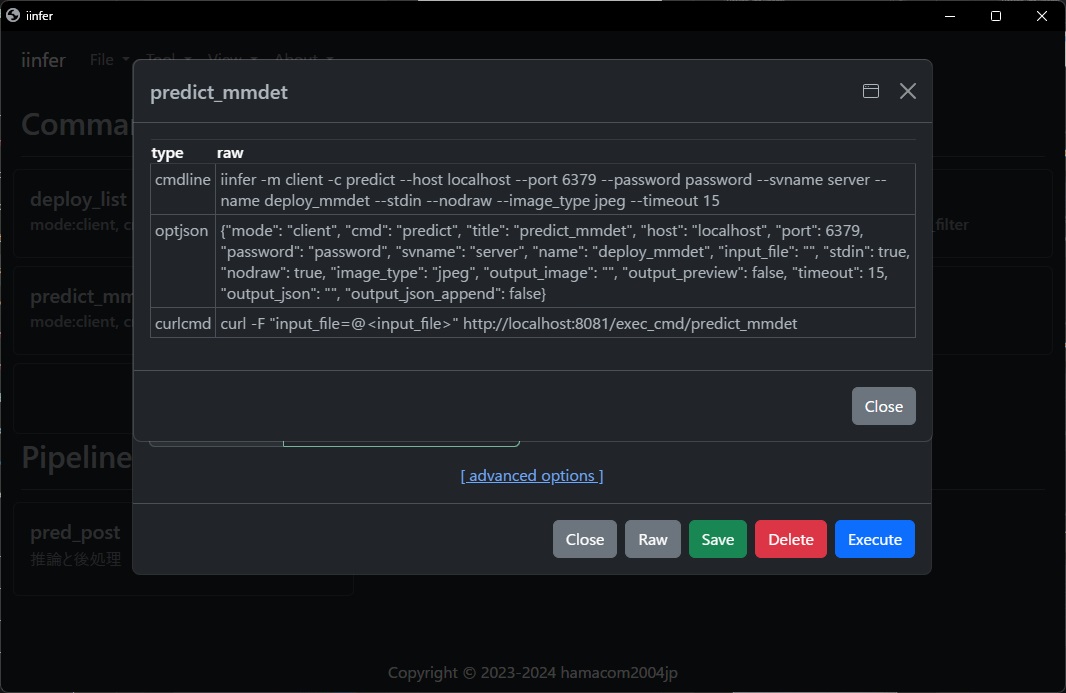 iinfer
iinfer File Tool View About
predict_mmdet
Comma
type raw
cmdline iinfer -m client -c predict --host localhost --port 6379 --password password --svname server --
name deploy_mmdet --stdin --nodraw --image_type jpeg --timeout 15
optjson {"mode": "client", "cmd": "predict", "title": "predict_mmdet", "host": "localhost", "port": 6379,
"password": "password", "svname": "server", "name": "deploy_mmdet", "input_file": "", "stdin": true,
"nodraw": true, "image_type": "jpeg", "output_image": "", "output_preview": false, "timeout": 15,
"output_json": "", "output_json_append": false}
curlcmd curl -F "input_file=@<input_file>" http://localhost:8081/exec_cmd/predict_mmdet
deploy_list
mode:client, c
_filter
predict_mm
mode:client, c
Close
Pipeline
[ advanced options ]
Close Raw Save Delete Execute
pred_post
推論と後処理
Copyright © 2023-2024 hamacom2004jp